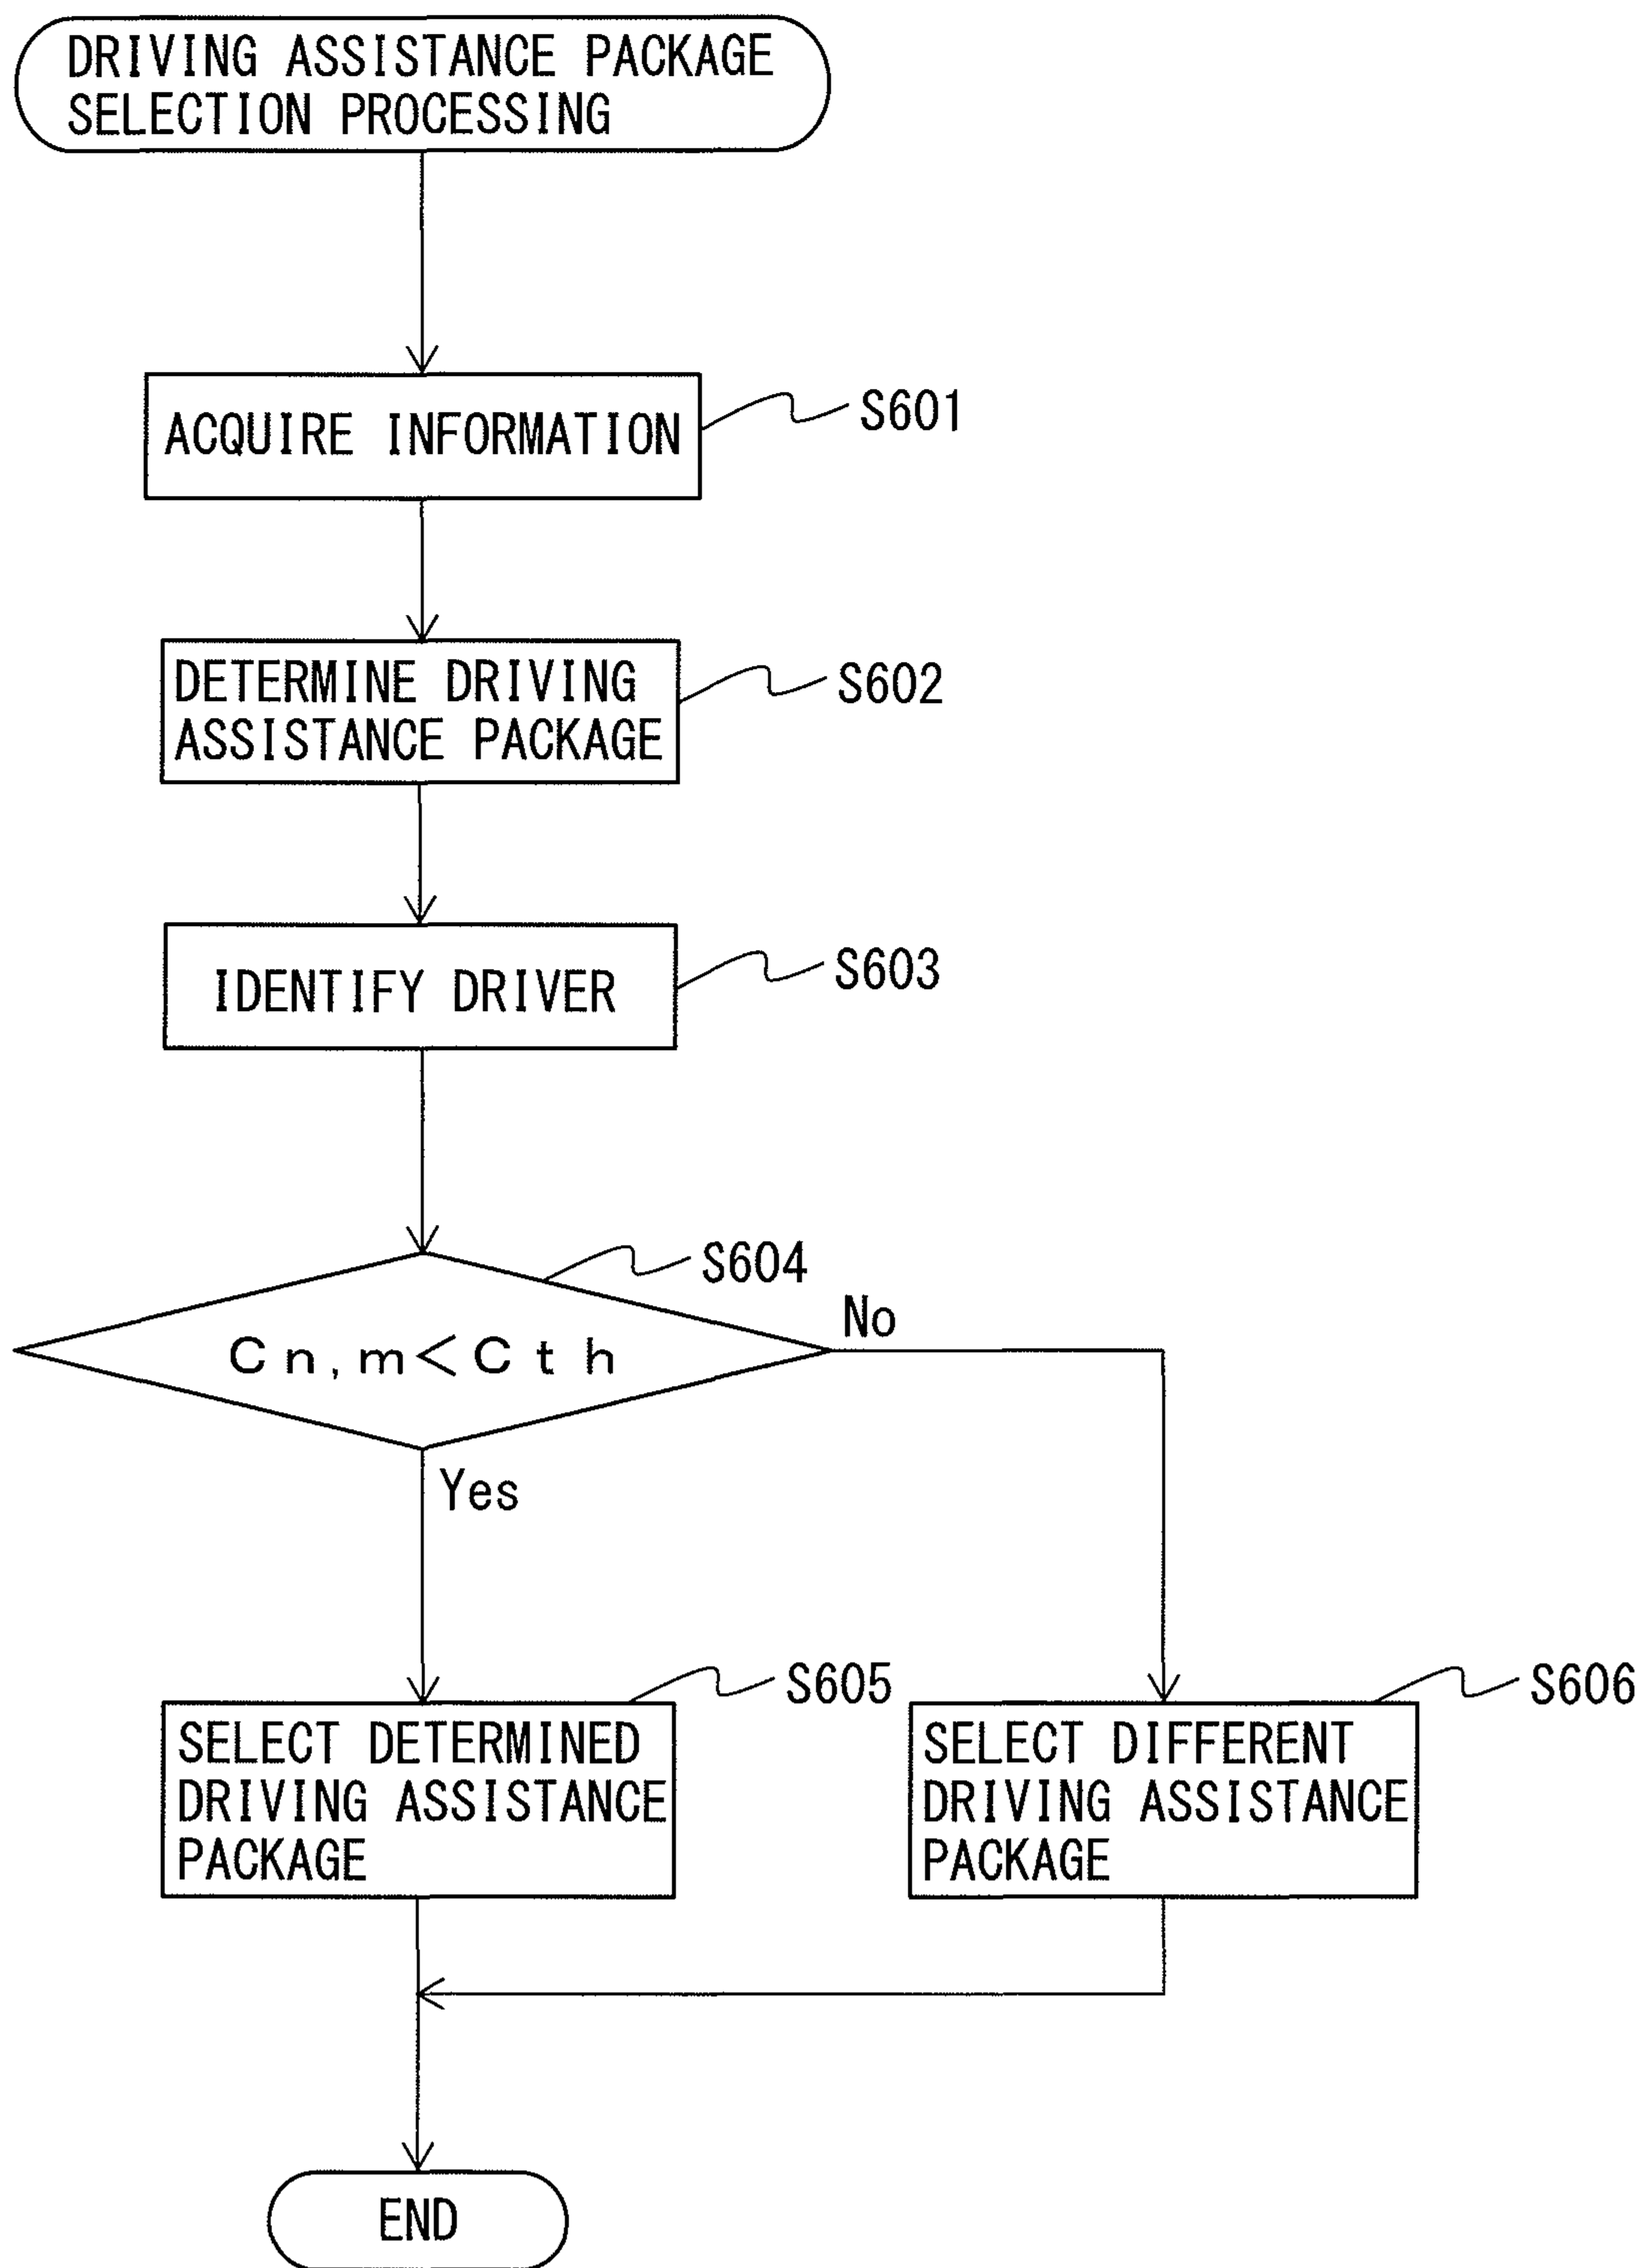 DRIVING ASSISTANCE PACKAGE
SELECTION PROCESSING
ACQUIRE INFORMATION
S601
DETERMINE DRIVING
ASSISTANCE PACKAGE
S602
IDENTIFY DRIVER
S603
S604
Cn,m<Cth
No
Yes
S605
SELECT DETERMINED
DRIVING ASSISTANCE
PACKAGE
S606
SELECT DIFFERENT
DRIVING ASSISTANCE
PACKAGE
END